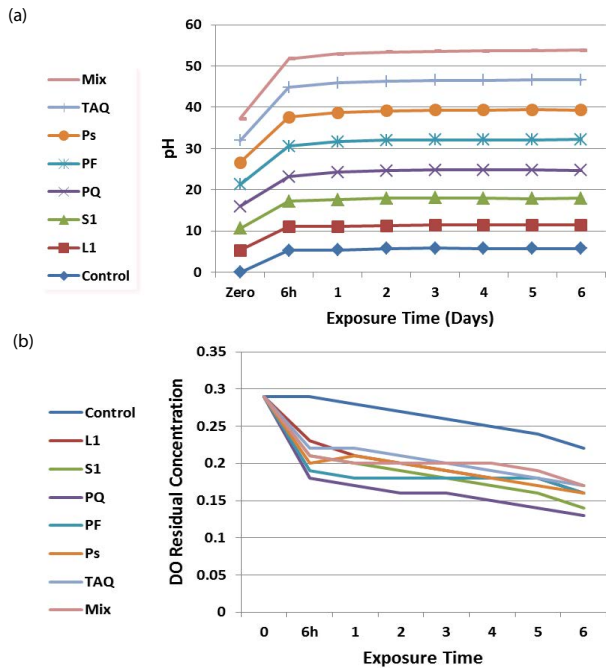 (a)
Mix
TAQ
Ps
PF
PQ
S1
L1
Control
pH
60
50
40
30
20
10
0
Zero 6h 1 2 3 4 5 6
Exposure Time (Days)
(b)
Control
L1
S1
PQ
PF
Ps
TAQ
Mix
DO Residual Concentration
0.35
0.3
0.25
0.2
0.15
0.1
0.05
0
0 6h 1 2 3 4 5 6
Exposure Time